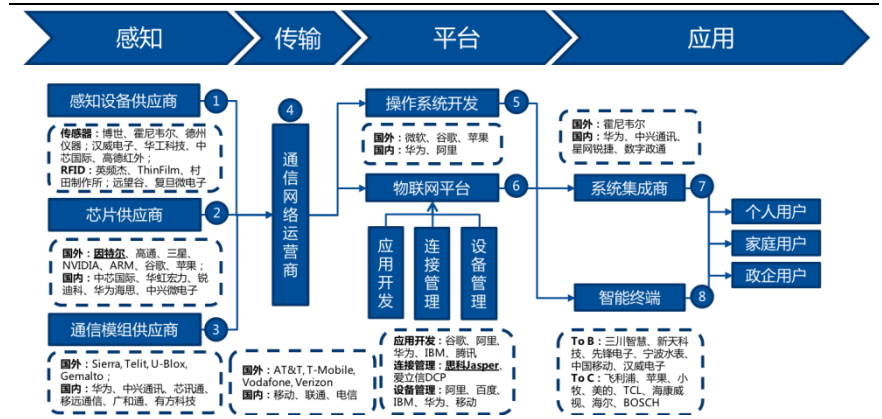 感知
传输
平台
应用
感知设备供应商
1
传感器：博世、霍尼韦尔、德州
仪器；汉威电子、华工科技、中
芯国际、高德红外；
RFID：英频杰、ThinFilm、村
田制作所；远望谷、复旦微电子
芯片供应商
2
国外：因特尔、高通、三星、
NVIDIA、ARM、谷歌、苹果；
国内：中芯国际、华虹宏力、锐
迪科、华为海思、中兴微电子
通信模组供应商
3
国外：Sierra, Telit, U-Blox,
Gemalto；
国内：华为、中兴通讯、芯讯通、
移远通信、广和通、有方科技
4
通信网络运营商
国外：AT&T, T-Mobile,
Vodafone, Verizon
国内：移动、联通、电信
操作系统开发
5
国外：微软、谷歌、苹果
国内：华为、阿里
物联网平台
6
应用开发
连接管理
设备管理
应用开发：谷歌、阿里、
华为、IBM、腾讯
连接管理：思科Jasper、
爱立信DCP
设备管理：阿里、百度、
IBM、华为、移动
国外：霍尼韦尔
国内：华为、中兴通讯、
星网锐捷、数字政通
系统集成商
7
智能终端
8
To B：三川智慧、新天科
技、先锋电子、宁波水表、
中国移动、汉威电子
To C：飞利浦、苹果、小
牧、美的、TCL、海康威
视、海尔、BOSCH
个人用户
家庭用户
政企用户